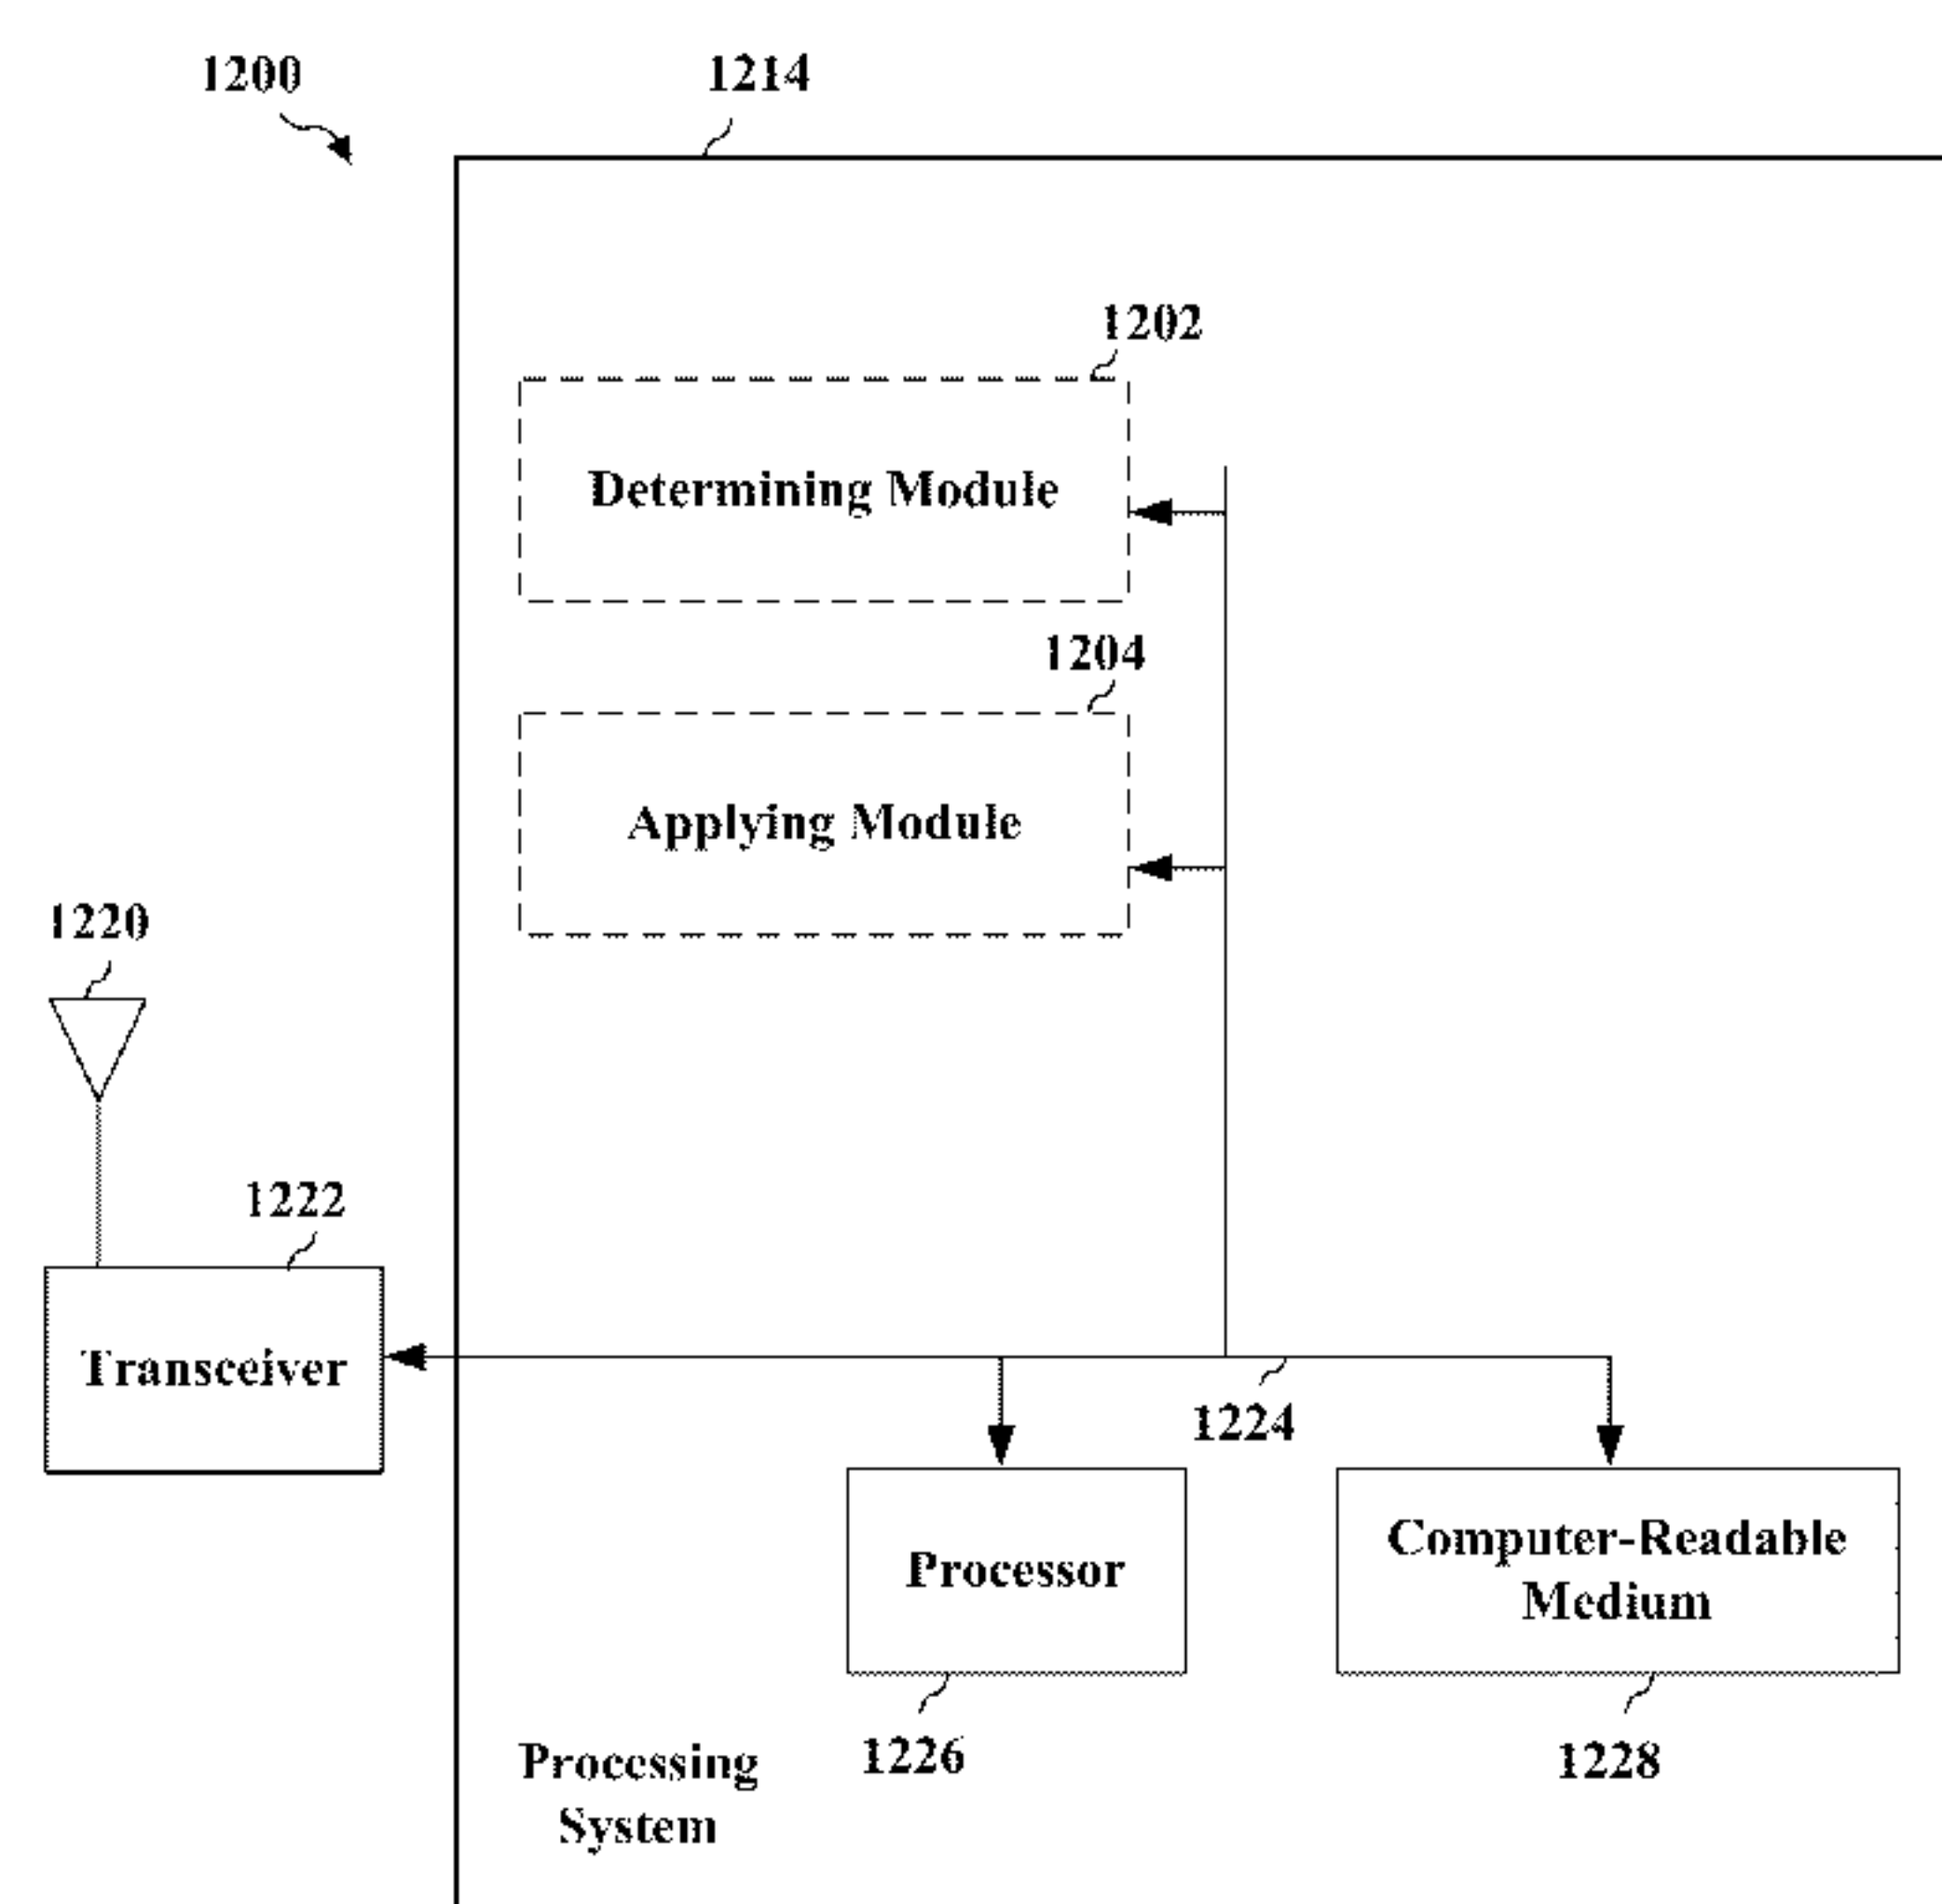 1200
1214
1202
Determining Module
1204
Applying Module
1220
1222
Transceiver
1224
Processor
Computer-Readable
Medium
1226
1228
Processing
System